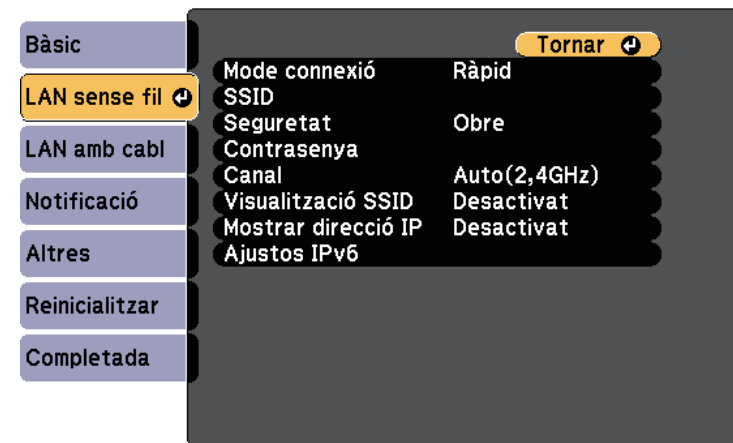 Bàsic
LAN sense fil
LAN amb cabl
Notificació
Altres
Reinicialitzar
Completada
Tornar
Mode connexió Ràpid
SSID
Seguretat Obre
Contrasenya
Canal Auto(2,4GHz)
Visualització SSID Desactivat
Mostrar direcció IP Desactivat
Ajustos IPv6